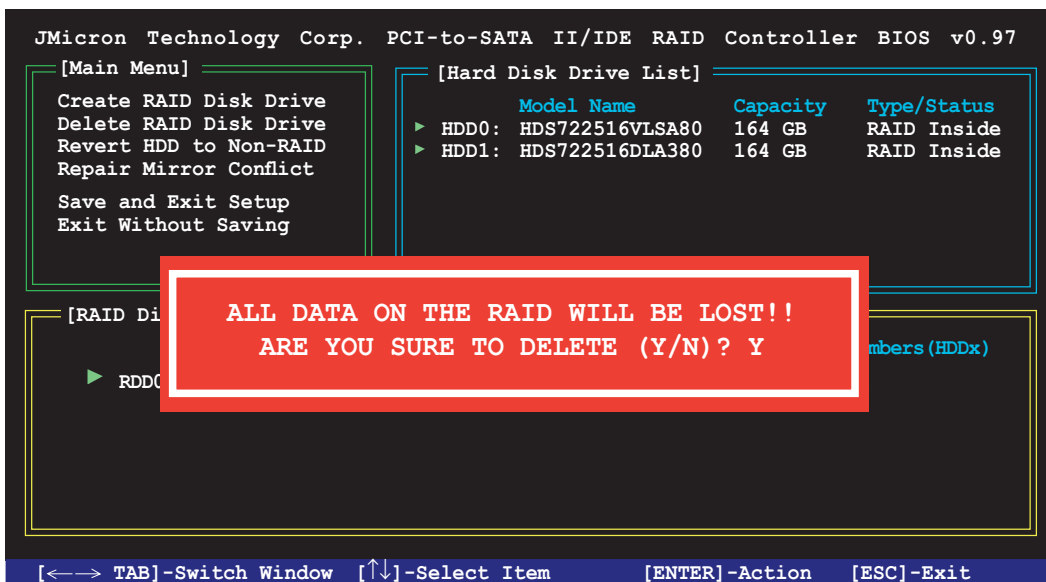 JMicron Technology Corp. PCI-to-SATA II/IDE RAID Controller BIOS v0.97
[Main Menu]
Create RAID Disk Drive
Delete RAID Disk Drive
Revert HDD to Non-RAID
Repair Mirror Conflict
Save and Exit Setup
Exit Without Saving
[Hard Disk Drive List]
Model Name Capacity Type/Status
HDD0: HDS722516VLSA80 164 GB RAID Inside
HDD1: HDS722516DLA380 164 GB RAID Inside
ALL DATA ON THE RAID WILL BE LOST!!
ARE YOU SURE TO DELETE (Y/N)? Y
[RAID Di
mbers(HDDx)
RDD0
[←→ TAB]-Switch Window [↑↓]-Select Item [ENTER]-Action [ESC]-Exit